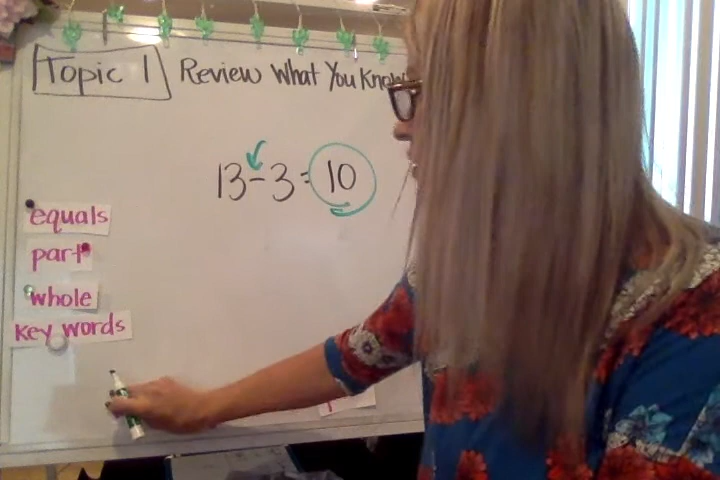 Topic 1 Review What You Know
13-3=10
equals
part
whole
key words